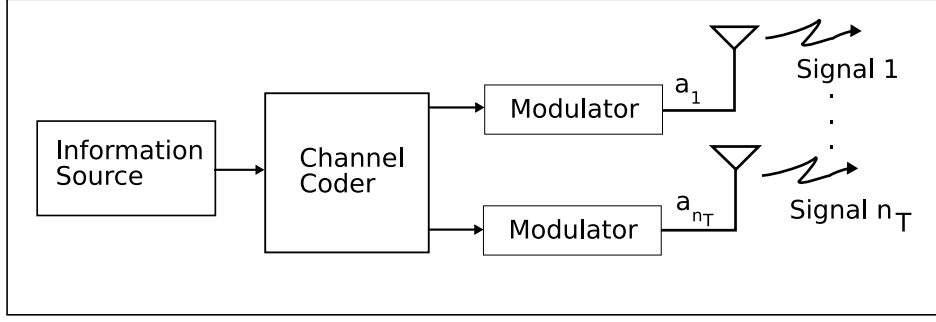 Information
Source
Channel
Coder
Modulator
a1
Signal 1
Modulator
anT
Signal nT